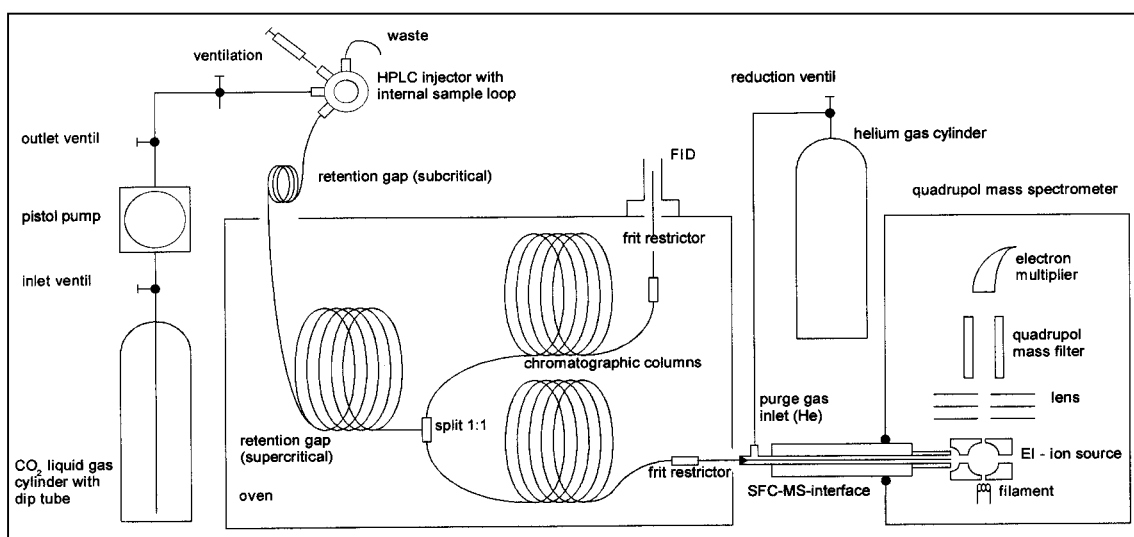 waste
ventilation
HPLC injector with
internal sample loop
reduction ventil
outlet ventil
helium gas cylinder
FID
retention gap (subcritical)
quadrupol mass spectrometer
pistol pump
frit restrictor
electron
multiplier
inlet ventil
quadrupol
mass filter
chromatographic columns
purge gas
inlet (He)
lens
split 1:1
retention gap
(supercritical)
EI - ion source
CO₂ liquid gas
cylinder with
dip tube
frit restrictor
oven
SFC-MS-interface
filament